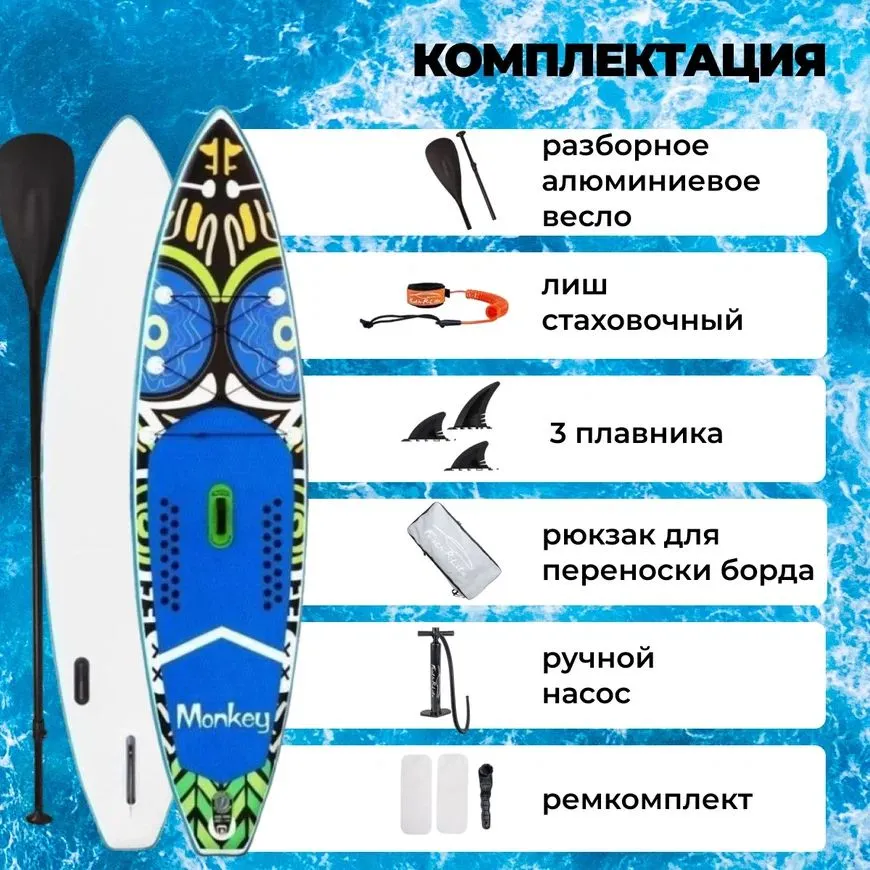 КОМПЛЕКТАЦИЯ
разборное
алюминиевое
весло
лиш
стаховочный
3 плавника
рюкзак для
переноски борда
ручной
насос
ремкомплект
Monkey